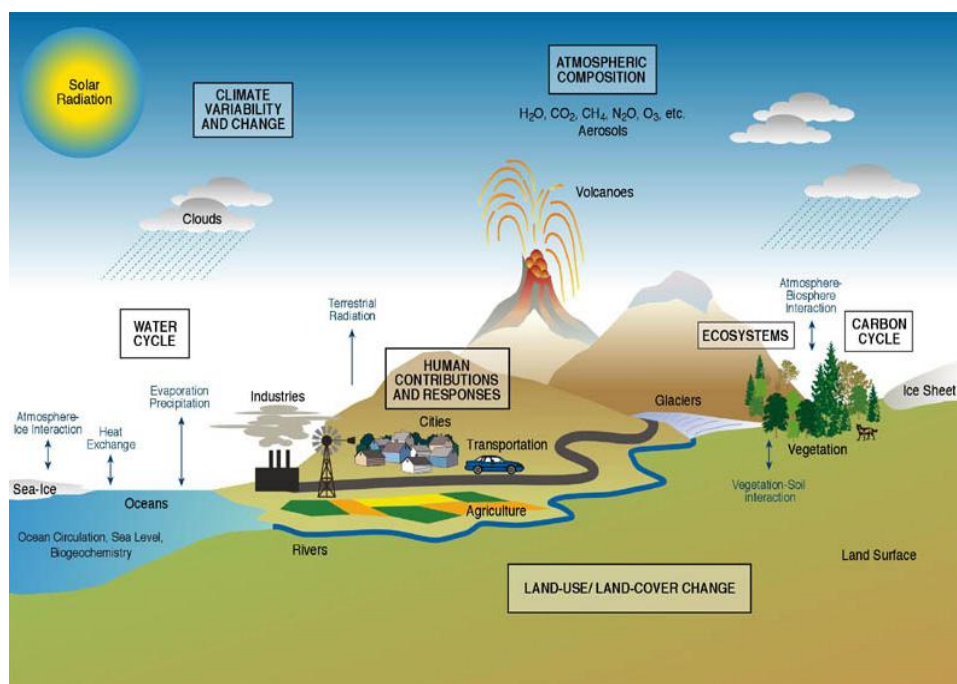 Solar
Radiation
CLIMATE
VARIABILITY
AND CHANGE
ATMOSPHERIC
COMPOSITION
H₂O, CO₂, CH₄, N₂O, O₃, etc.
Aerosols
Volcanoes
Clouds
Terrestrial
Radiation
Atmosphere-
Biosphere
Interaction
WATER
CYCLE
ECOSYSTEMS
CARBON
CYCLE
HUMAN
CONTRIBUTIONS
AND RESPONSES
Evaporation
Precipitation
Industries
Glaciers
Ice Sheet
Atmosphere-
Ice Interaction
Heat
Exchange
Cities
Transportation
Vegetation
Sea-Ice
Oceans
Agriculture
Vegetation-Soil
Interaction
Ocean Circulation, Sea Level,
Biogeochemistry
Rivers
Land Surface
LAND-USE/ LAND-COVER CHANGE